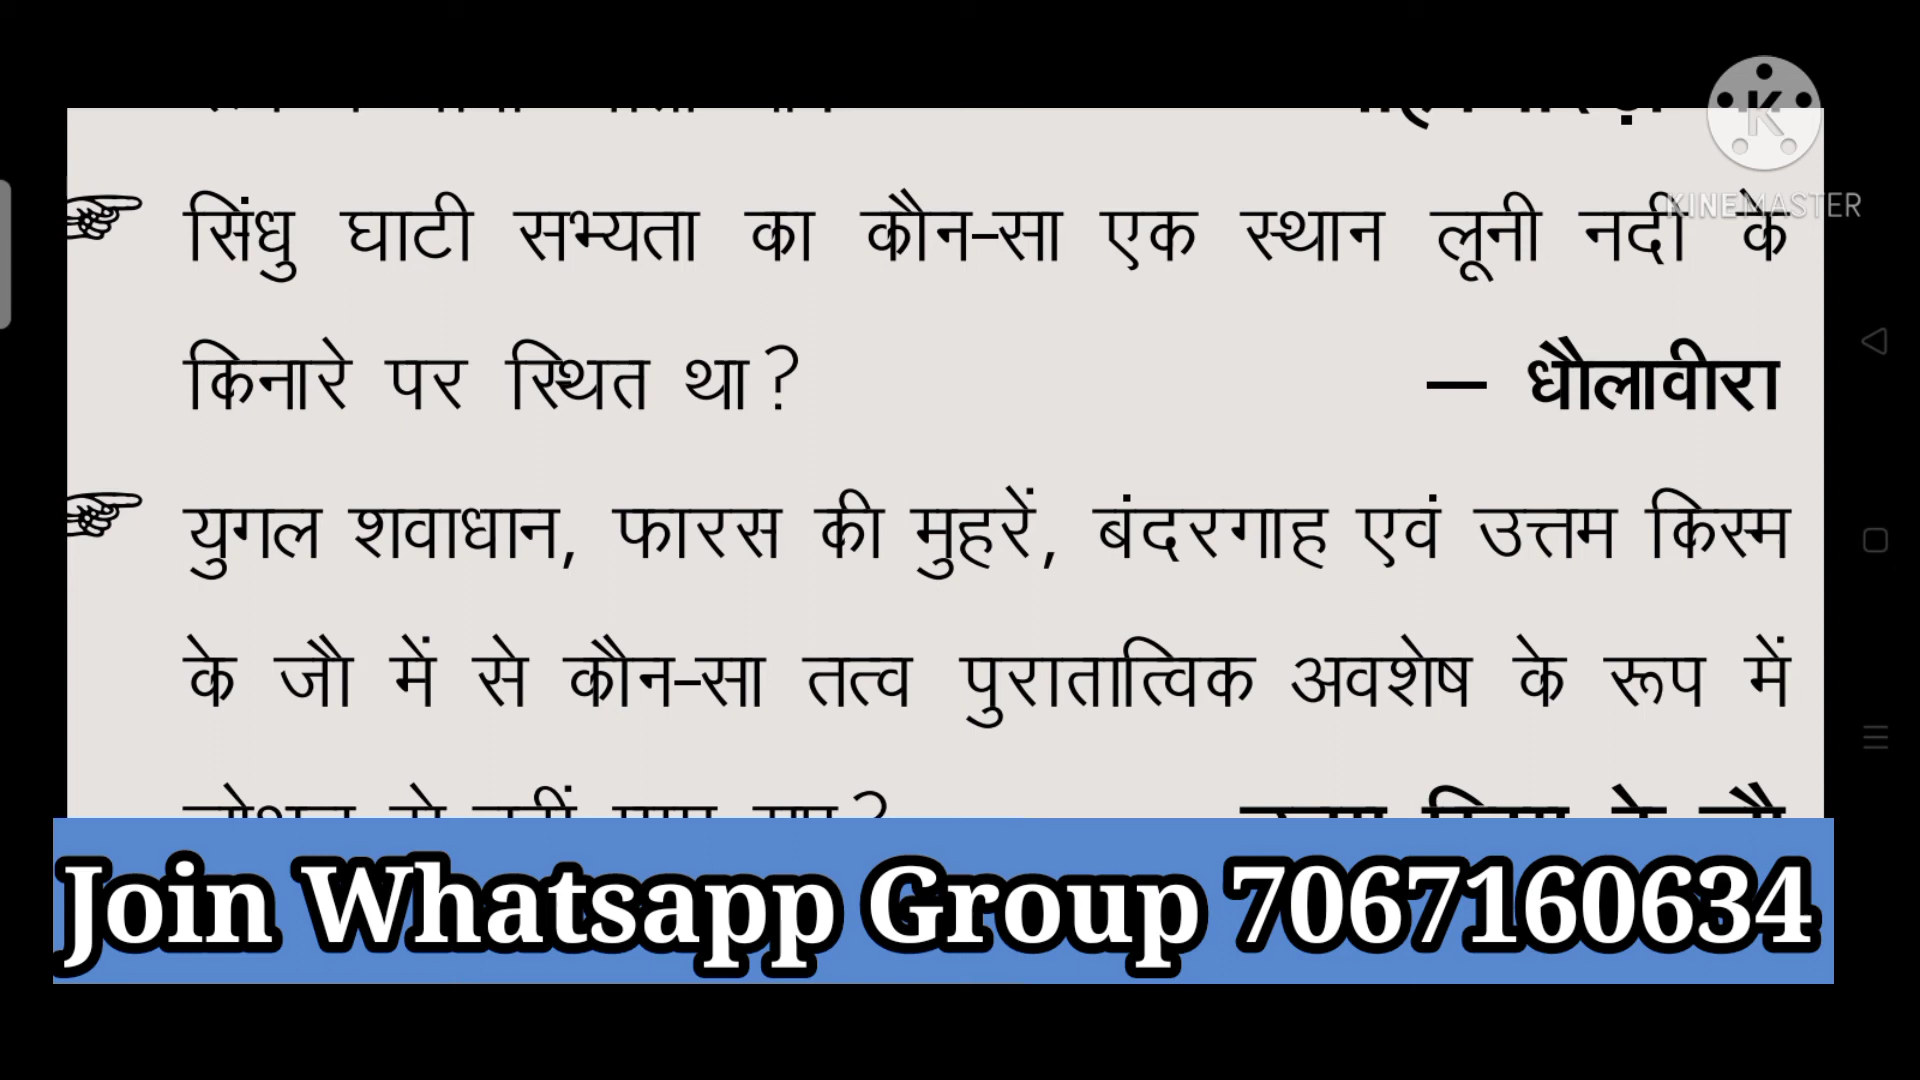 सिंधु घाटी सभ्यता का कौन-सा एक स्थान लूनी नदी के
किनारे पर स्थित था? — धौलावीरा
युगल शवाधान, फारस की मुहरें, बंदरगाह एवं उत्तम किस्म
के जौ में से कौन-सा तत्व पुरातात्विक अवशेष के रूप में
Join Whatsapp Group 7067160634
K
KINEMASTER